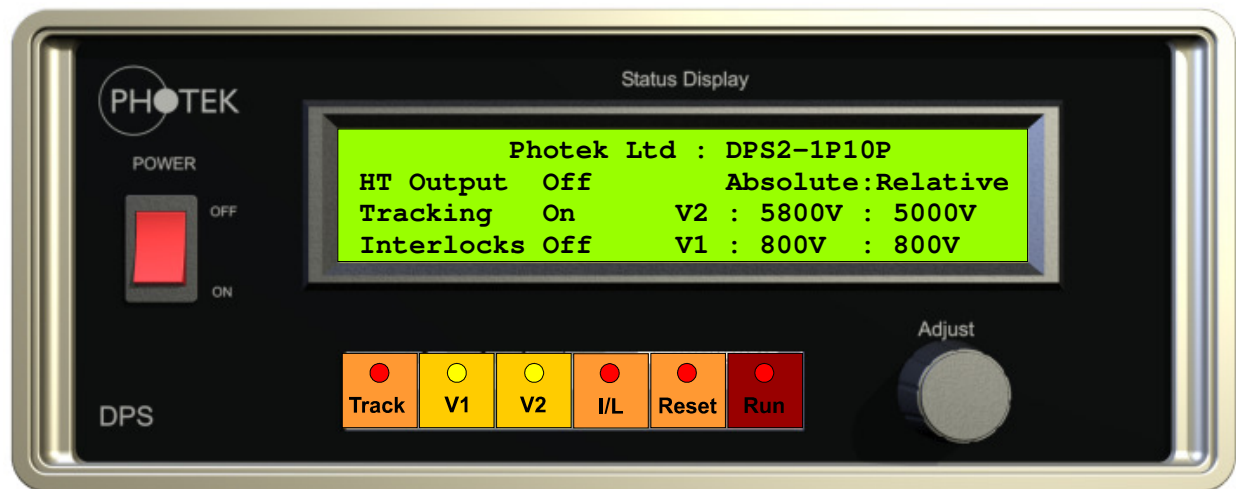 Status Display
PHOTEK
Photek Ltd : DPS2-1P10P
HT Output Off Absolute:Relative
Tracking On V2 : 5800V : 5000V
Interlocks Off V1 : 800V : 800V
POWER
OFF
ON
Adjust
Track V1 V2 I/L Reset Run
DPS